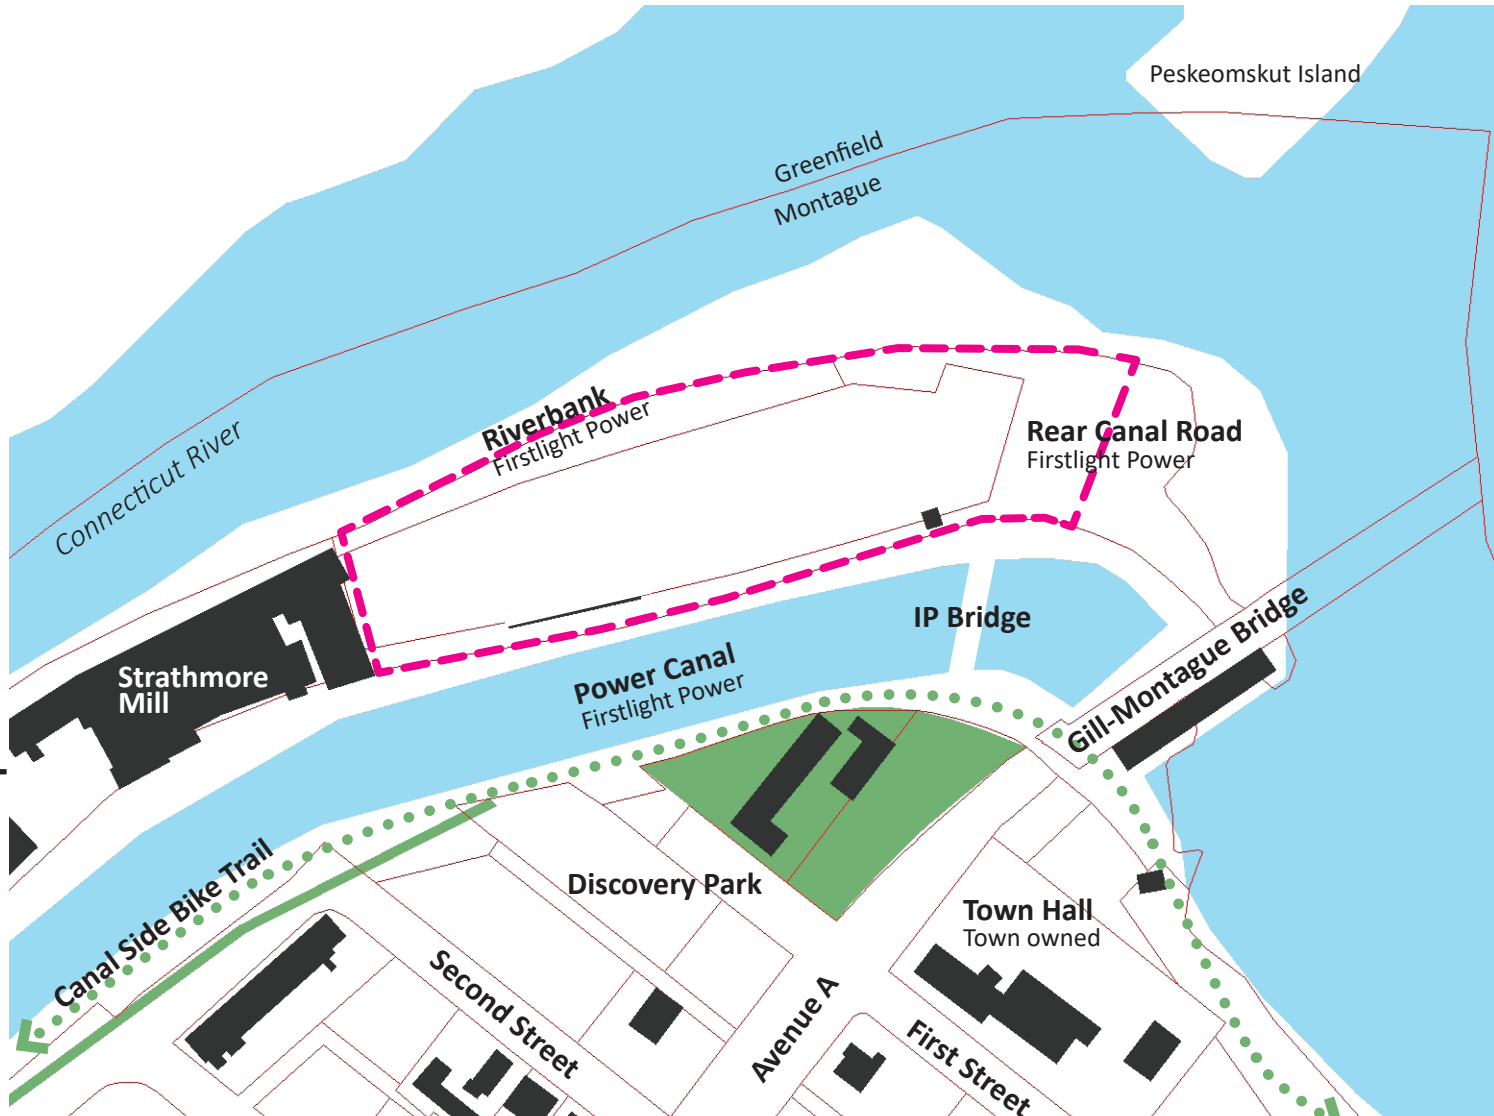 Peskeomskut Island
Greenfield
Montague
Connecticut River
Riverbank
Firstlight Power
Rear Canal Road
Firstlight Power
IP Bridge
Gill-Montague Bridge
Strathmore
Mill
Power Canal
Firstlight Power
Canal Side Bike Trail
Discovery Park
Town Hall
Town owned
Second Street
Avenue A
First Street